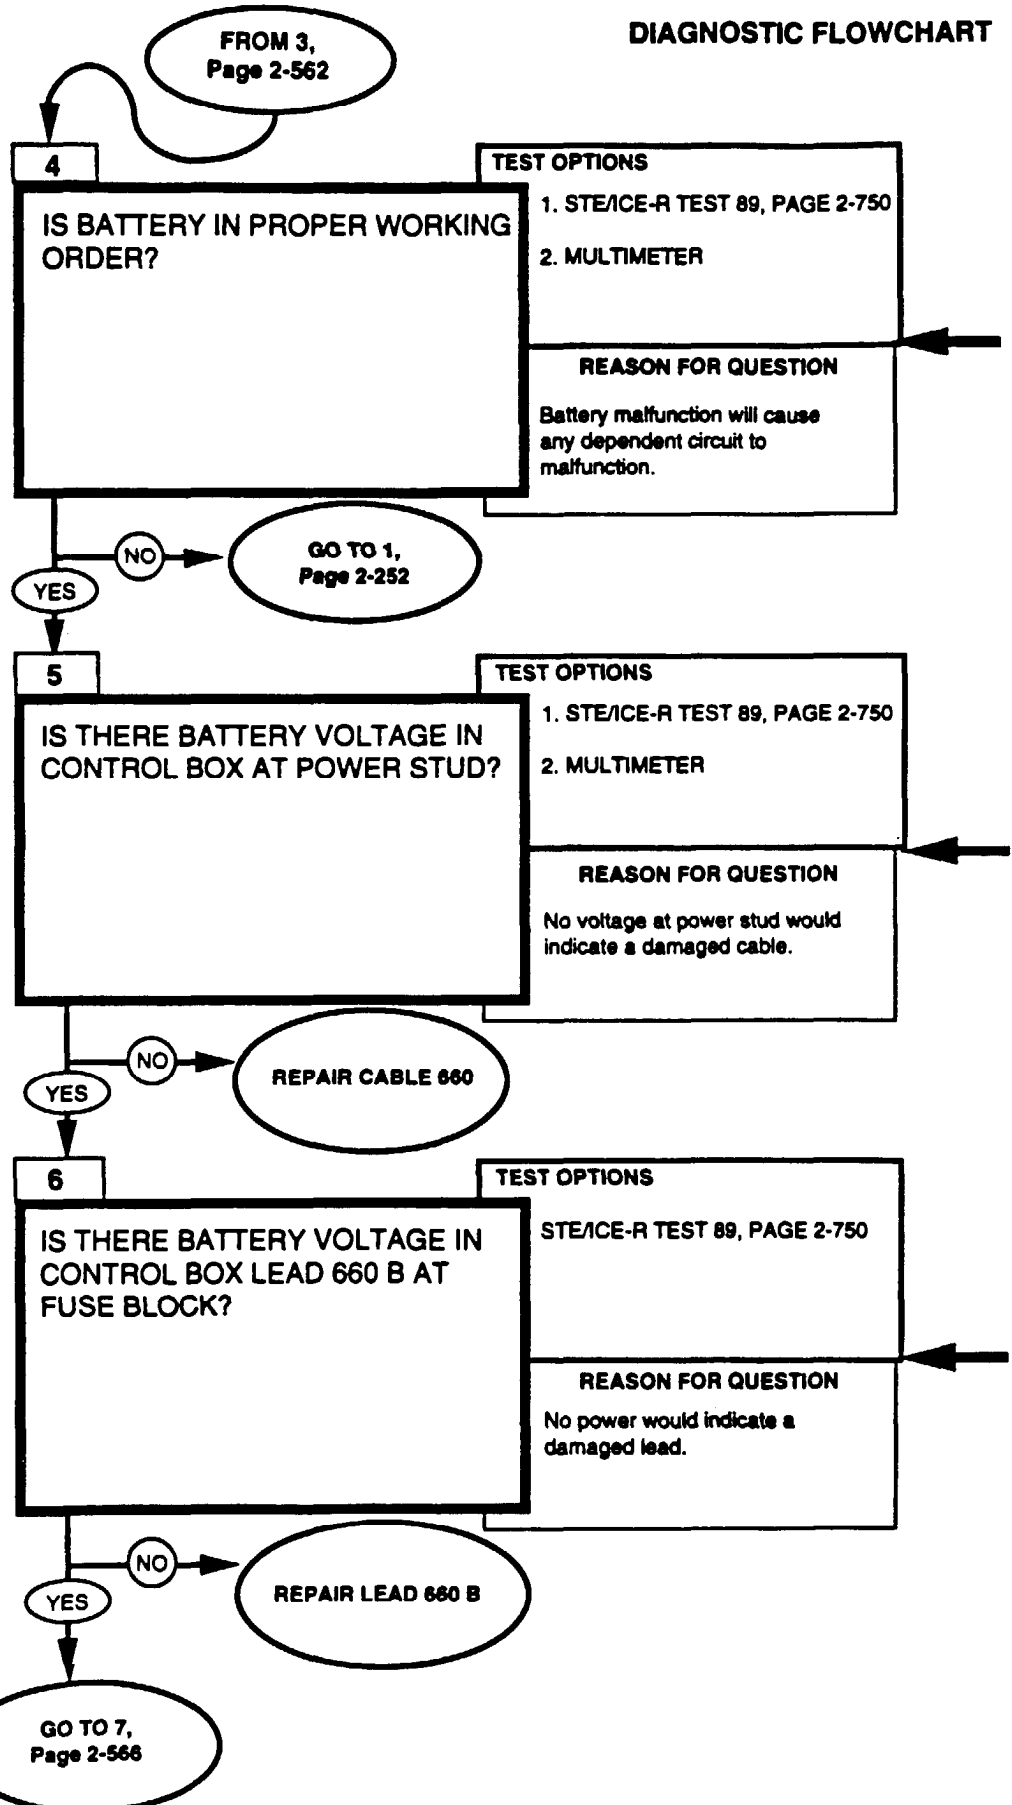 DIAGNOSTIC FLOWCHART
FROM 3,
Page 2-562
4
IS BATTERY IN PROPER WORKING
ORDER?
TEST OPTIONS
1. STE/ICE-R TEST 89, PAGE 2-750
2. MULTIMETER
REASON FOR QUESTION
Battery malfunction will cause
any dependent circuit to
malfunction.
NO
GO TO 1,
Page 2-252
YES
5
IS THERE BATTERY VOLTAGE IN
CONTROL BOX AT POWER STUD?
TEST OPTIONS
1. STE/ICE-R TEST 89, PAGE 2-750
2. MULTIMETER
REASON FOR QUESTION
No voltage at power stud would
indicate a damaged cable.
NO
REPAIR CABLE 660
YES
6
IS THERE BATTERY VOLTAGE IN
CONTROL BOX LEAD 660 B AT
FUSE BLOCK?
TEST OPTIONS
STE/ICE-R TEST 89, PAGE 2-750
REASON FOR QUESTION
No power would indicate a
damaged lead.
NO
REPAIR LEAD 660 B
YES
GO TO 7,
Page 2-566